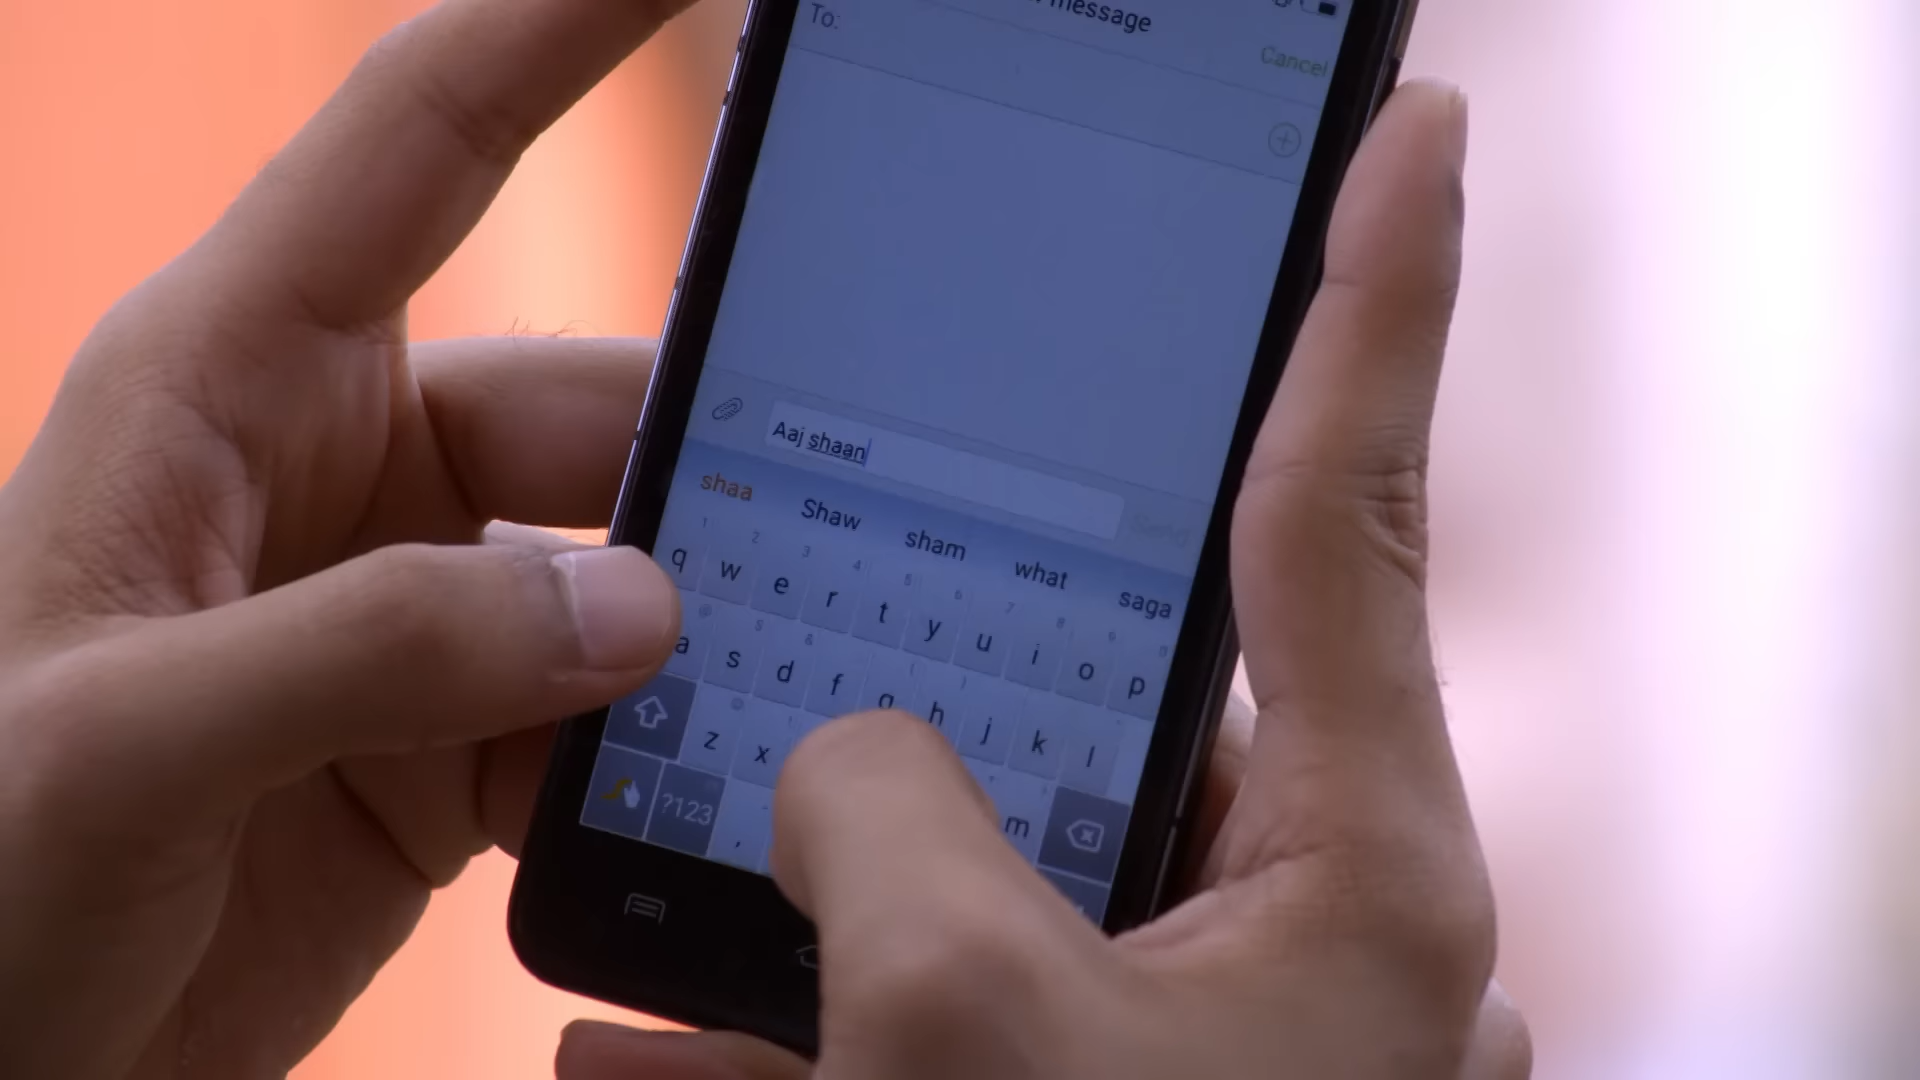 message
To:
Cancel
Aaj shaan
Send
shaa Shaw sham what saga
1 2 3 4 5 6 7 8 9 0
q w e r t y u i o p
a s d f g h j k l
z x m
?123 ,